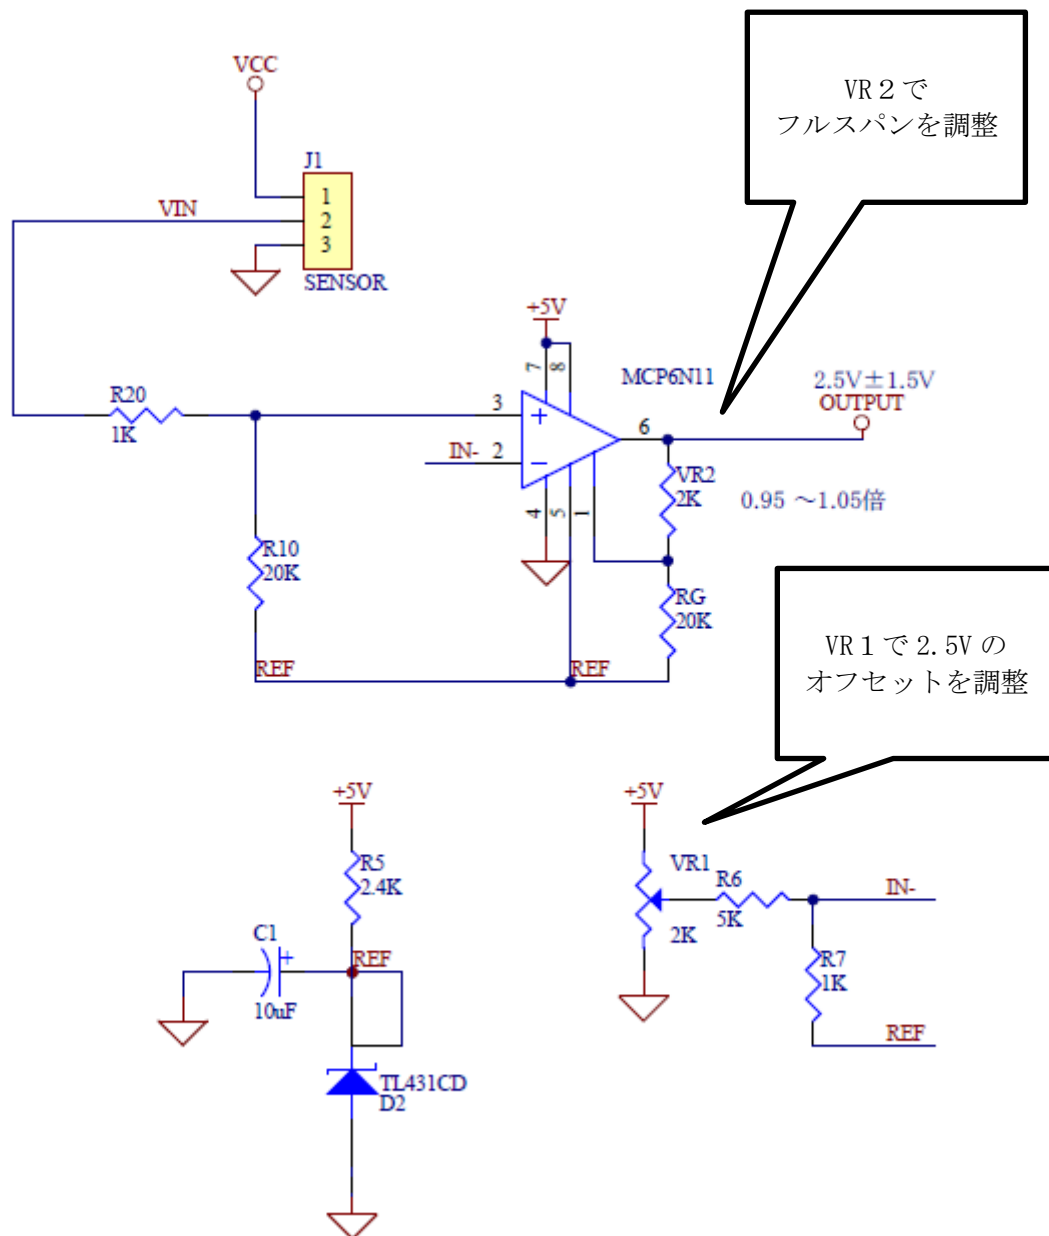 VR２で
フルスパンを調整
VCC
J1
1
VIN
2
3
SENSOR
+5V
7
8
MCP6N11
2.5V±1.5V
OUTPUT
R20
1K
3
+
6
IN-
2
−
VR2
2K
0.95 ～1.05倍
4
5
1
R10
20K
RG
20K
REF
REF
VR１で 2.5V の
オフセットを調整
+5V
R5
2.4K
C1
+
REF
10uF
TL431CD
D2
+5V
VR1
R6
IN-
5K
2K
R7
1K
REF